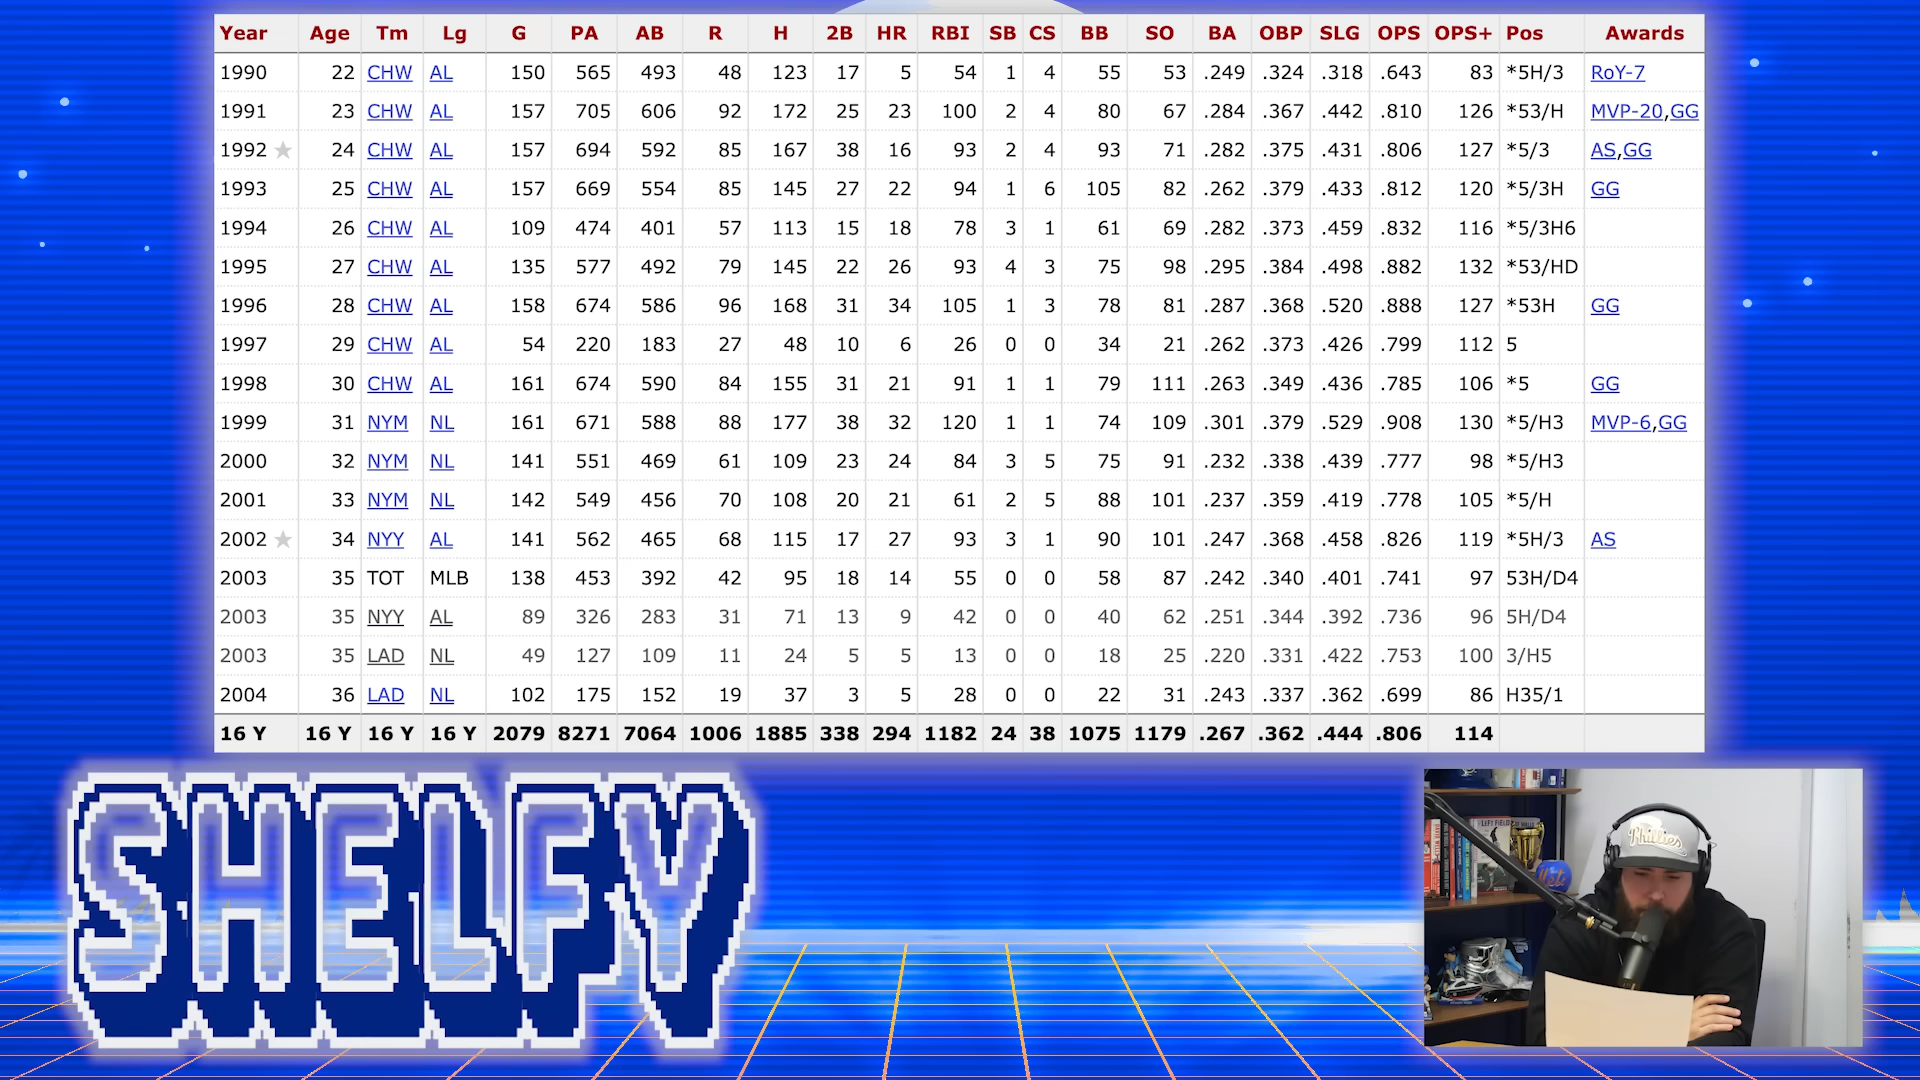 Year Age Tm Lg G PA AB R H 2B HR RBI SB CS BB SO BA OBP SLG OPS OPS+ Pos Awards
1990 22 CHW AL 150 565 493 48 123 17 5 54 1 4 55 53 .249 .324 .318 .643 83 *5H/3 RoY-7
1991 23 CHW AL 157 705 606 92 172 25 23 100 2 4 80 67 .284 .367 .442 .810 126 *53/H MVP-20,GG
1992 ★ 24 CHW AL 157 694 592 85 167 38 16 93 2 4 93 71 .282 .375 .431 .806 127 *5/3 AS,GG
1993 25 CHW AL 157 669 554 85 145 27 22 94 1 6 105 82 .262 .379 .433 .812 120 *5/3H GG
1994 26 CHW AL 109 474 401 57 113 15 18 78 3 1 61 69 .282 .373 .459 .832 116 *5/3H6
1995 27 CHW AL 135 577 492 79 145 22 26 93 4 3 75 98 .295 .384 .498 .882 132 *53/HD
1996 28 CHW AL 158 674 586 96 168 31 34 105 1 3 78 81 .287 .368 .520 .888 127 *53H GG
1997 29 CHW AL 54 220 183 27 48 10 6 26 0 0 34 21 .262 .373 .426 .799 112 5
1998 30 CHW AL 161 674 590 84 155 31 21 91 1 1 79 111 .263 .349 .436 .785 106 *5 GG
1999 31 NYM NL 161 671 588 88 177 38 32 120 1 1 74 109 .301 .379 .529 .908 130 *5/H3 MVP-6,GG
2000 32 NYM NL 141 551 469 61 109 23 24 84 3 5 75 91 .232 .338 .439 .777 98 *5/H3
2001 33 NYM NL 142 549 456 70 108 20 21 61 2 5 88 101 .237 .359 .419 .778 105 *5/H
2002 ★ 34 NYY AL 141 562 465 68 115 17 27 93 3 1 90 101 .247 .368 .458 .826 119 *5H/3 AS
2003 35 TOT MLB 138 453 392 42 95 18 14 55 0 0 58 87 .242 .340 .401 .741 97 53H/D4
2003 35 NYY AL 89 326 283 31 71 13 9 42 0 0 40 62 .251 .344 .392 .736 96 5H/D4
2003 35 LAD NL 49 127 109 11 24 5 5 13 0 0 18 25 .220 .331 .422 .753 100 3/H5
2004 36 LAD NL 102 175 152 19 37 3 5 28 0 0 22 31 .243 .337 .362 .699 86 H35/1
16 Y 16 Y 16 Y 16 Y 2079 8271 7064 1006 1885 338 294 1182 24 38 1075 1179 .267 .362 .444 .806 114
SHELFY
LEFT FIELD
Phillies